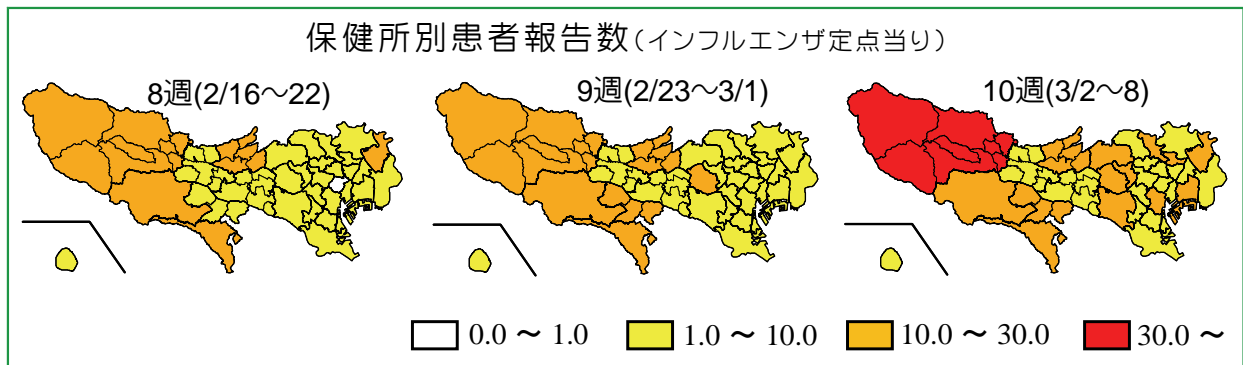 保健所別患者報告数(インフルエンザ定点当り)
8週(2/16～22)
9週(2/23～3/1)
10週(3/2～8)
0.0 ～ 1.0
1.0 ～ 10.0
10.0 ～ 30.0
30.0 ～